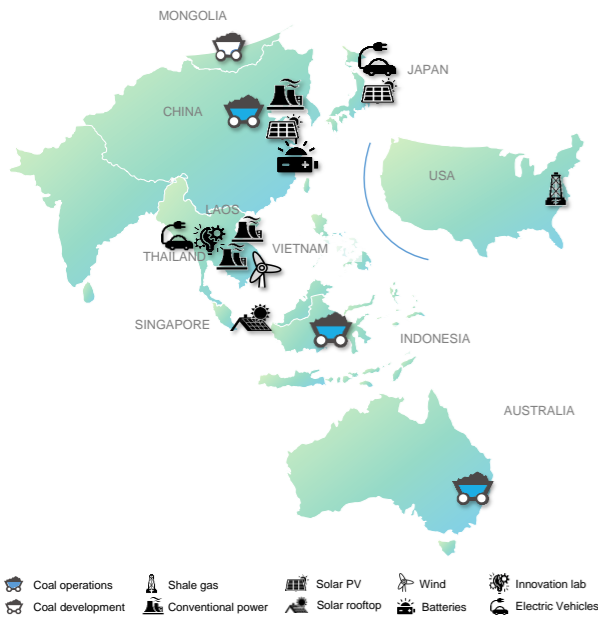 MONGOLIA
JAPAN
CHINA
USA
LAOS
THAILAND
VIETNAM
SINGAPORE
INDONESIA
AUSTRALIA
Coal operations
Shale gas
Solar PV
Wind
Innovation lab
Coal development
Conventional power
Solar rooftop
Batteries
Electric Vehicles